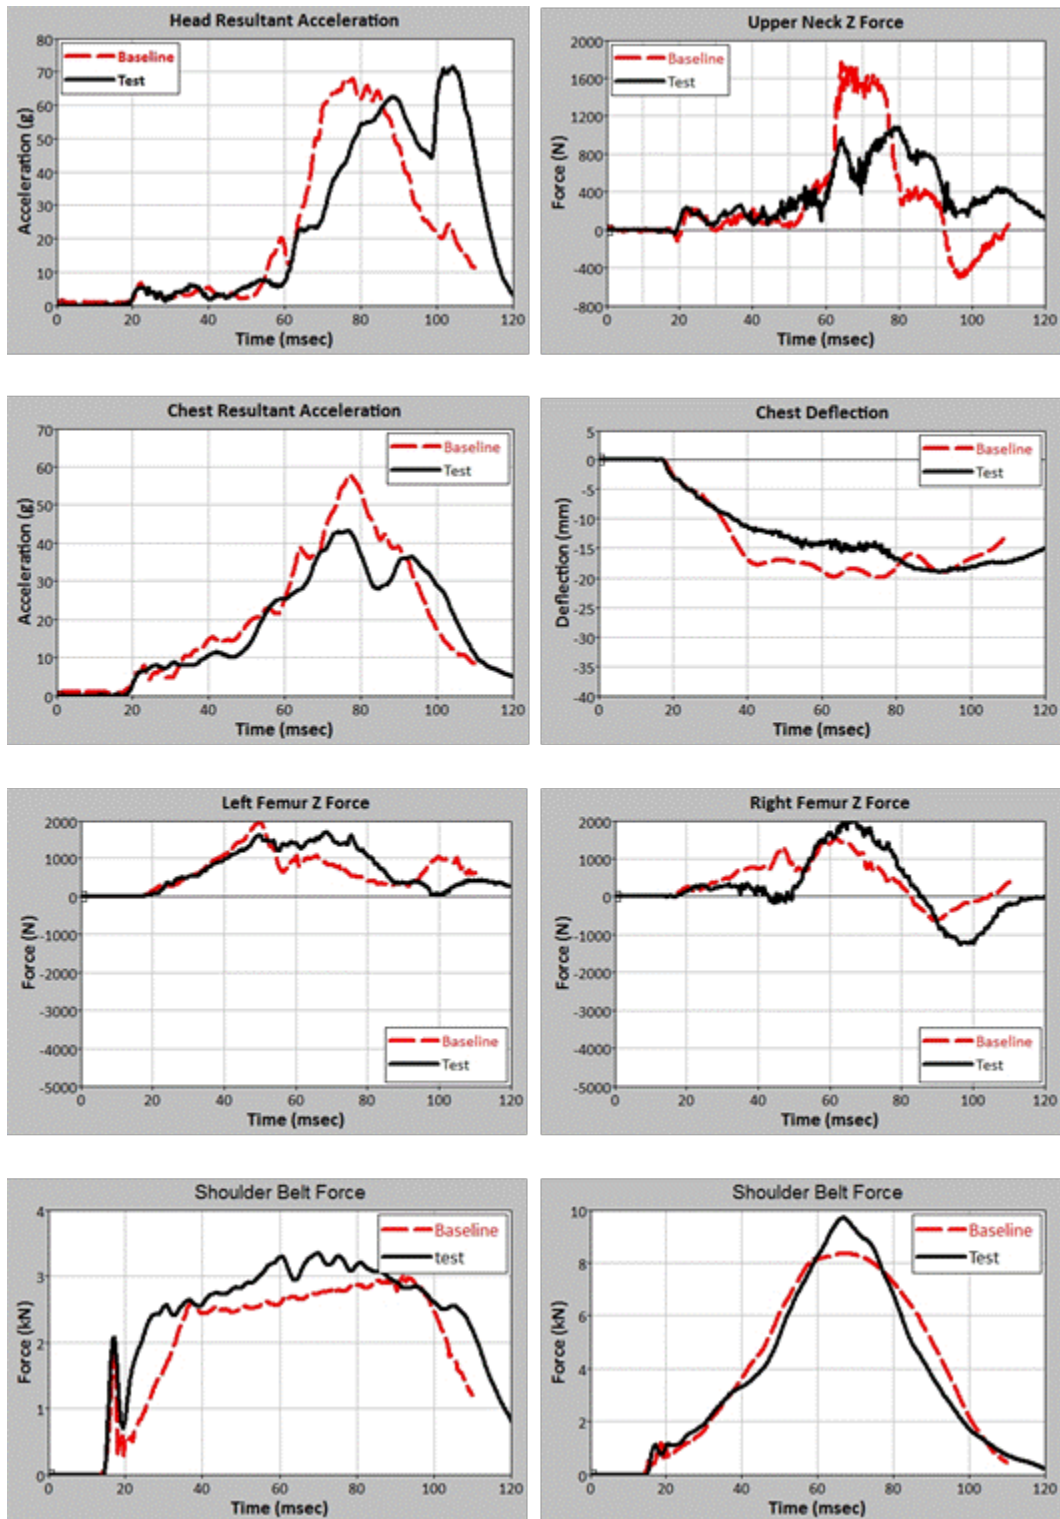 Head Resultant Acceleration
Baseline
Test
Acceleration (g)
80
70
60
50
40
30
20
10
0
0 20 40 60 80 100 120
Time (msec)
Upper Neck Z Force
Baseline
Test
Force (N)
2000
1600
1200
800
400
0
-400
-800
0 20 40 60 80 100 120
Time (msec)
Chest Resultant Acceleration
Baseline
Test
Acceleration (g)
70
60
50
40
30
20
10
0
0 20 40 60 80 100 120
Time (msec)
Chest Deflection
Baseline
Test
Deflection (mm)
5
0
-5
-10
-15
-20
-25
-30
-35
-40
0 20 40 60 80 100 120
Time (msec)
Left Femur Z Force
Force (N)
2000
1000
0
-1000
-2000
-3000
-4000
-5000
Baseline
Test
0 20 40 60 80 100 120
Time (msec)
Right Femur Z Force
Force (N)
2000
1000
0
-1000
-2000
-3000
-4000
-5000
Baseline
Test
0 20 40 60 80 100 120
Time (msec)
Shoulder Belt Force
Baseline
test
Force (kN)
4
3
2
1
0
0 20 40 60 80 100 120
Time (msec)
Shoulder Belt Force
Baseline
Test
Force (kN)
10
8
6
4
2
0
0 20 40 60 80 100 120
Time (msec)